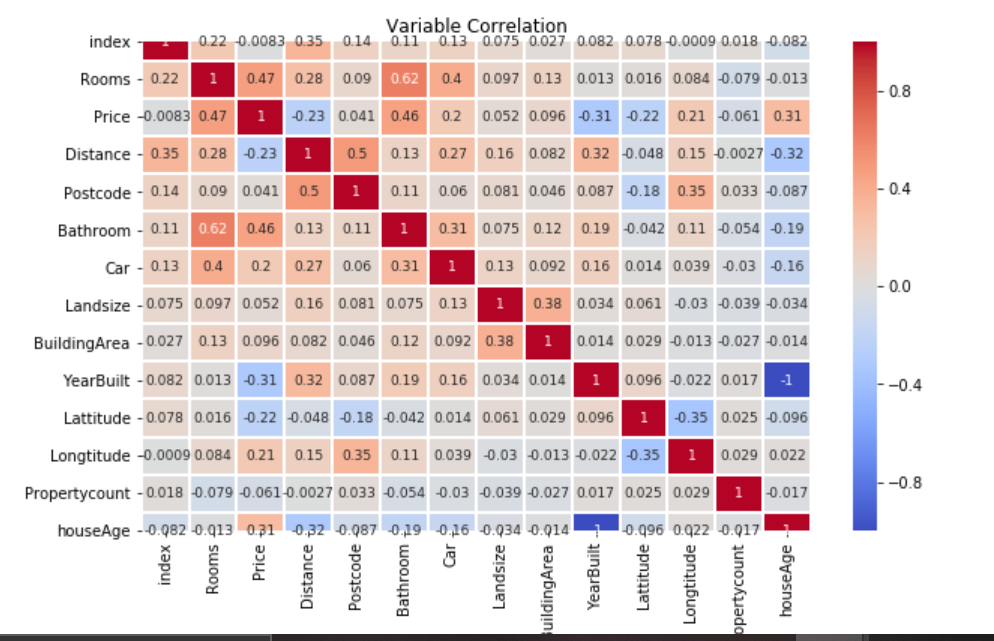 Variable Correlation
index 1 0.22 -0.0083 0.35 0.14 0.11 0.13 0.075 0.027 0.082 0.078 -0.0009 0.018 -0.082
Rooms 0.22 1 0.47 0.28 0.09 0.62 0.4 0.097 0.13 0.013 0.016 0.084 -0.079 -0.013
0.8
Price -0.0083 0.47 1 -0.23 0.041 0.46 0.2 0.052 0.096 -0.31 -0.22 0.21 -0.061 0.31
Distance 0.35 0.28 -0.23 1 0.5 0.13 0.27 0.16 0.082 0.32 -0.048 0.15 -0.0027 -0.32
Postcode 0.14 0.09 0.041 0.5 1 0.11 0.06 0.081 0.046 0.087 -0.18 0.35 0.033 -0.087
0.4
Bathroom 0.11 0.62 0.46 0.13 0.11 1 0.31 0.075 0.12 0.19 -0.042 0.11 -0.054 -0.19
Car 0.13 0.4 0.2 0.27 0.06 0.31 1 0.13 0.092 0.16 0.014 0.039 -0.03 -0.16
0.0
Landsize 0.075 0.097 0.052 0.16 0.081 0.075 0.13 1 0.38 0.034 0.061 -0.03 -0.039 -0.034
BuildingArea 0.027 0.13 0.096 0.082 0.046 0.12 0.092 0.38 1 0.014 0.029 -0.013 -0.027 -0.014
YearBuilt 0.082 0.013 -0.31 0.32 0.087 0.19 0.16 0.034 0.014 1 0.096 -0.022 0.017 -1
−0.4
Lattitude 0.078 0.016 -0.22 -0.048 -0.18 -0.042 0.014 0.061 0.029 0.096 1 -0.35 0.025 -0.096
Longtitude -0.0009 0.084 0.21 0.15 0.35 0.11 0.039 -0.03 -0.013 -0.022 -0.35 1 0.029 0.022
−0.8
Propertycount 0.018 -0.079 -0.061 -0.0027 0.033 -0.054 -0.03 -0.039 -0.027 0.017 0.025 0.029 1 -0.017
houseAge -0.082 -0.013 0.31 -0.32 -0.087 -0.19 -0.16 -0.034 -0.014 -1 -0.096 0.022 -0.017 1
index
Rooms
Price
Distance
Postcode
Bathroom
Car
Landsize
uildingArea
YearBuilt
Lattitude
Longtitude
opertycount
houseAge